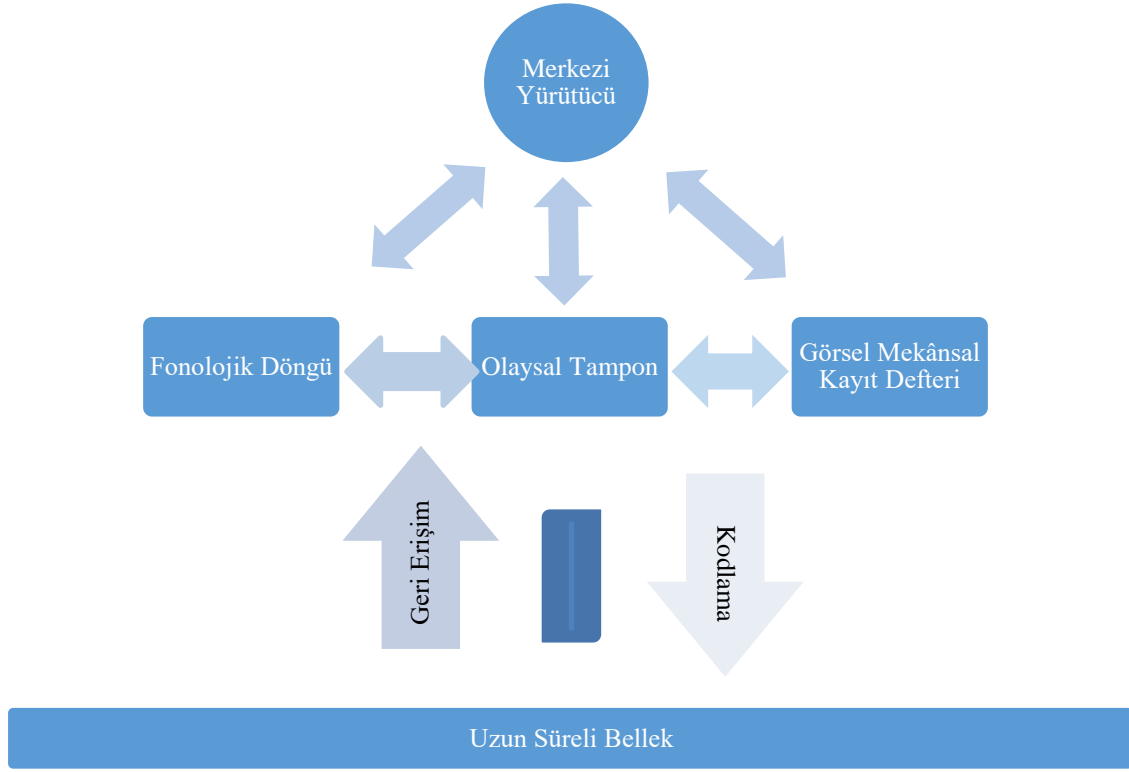 Merkezi
Yürütücü
Fonolojik Döngü
Olaysal Tampon
Görsel Mekânsal
Kayıt Defteri
Geri Erişim
Kodlama
Uzun Süreli Bellek